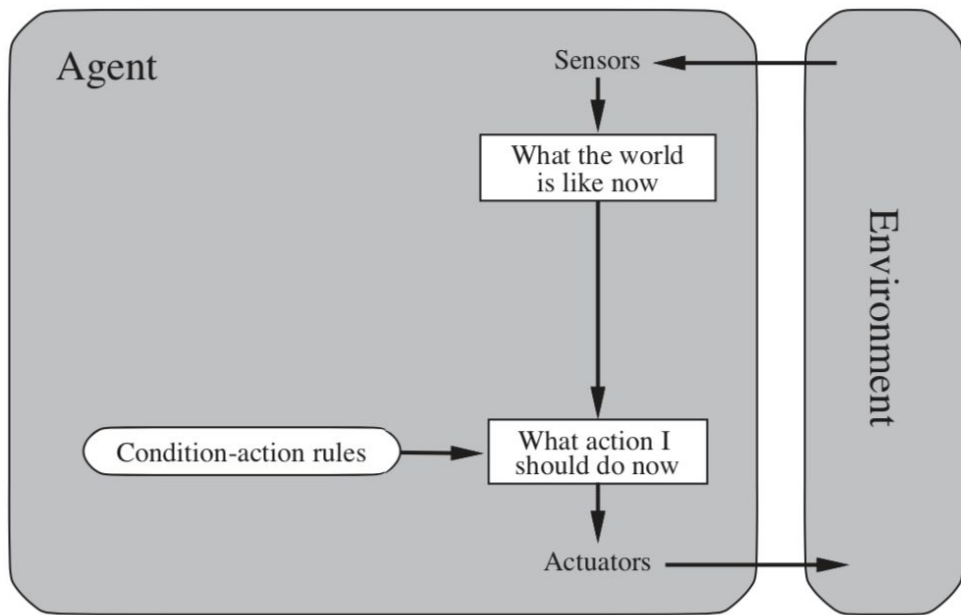 Agent
Sensors
What the world
is like now
Environment
Condition-action rules
What action I
should do now
Actuators